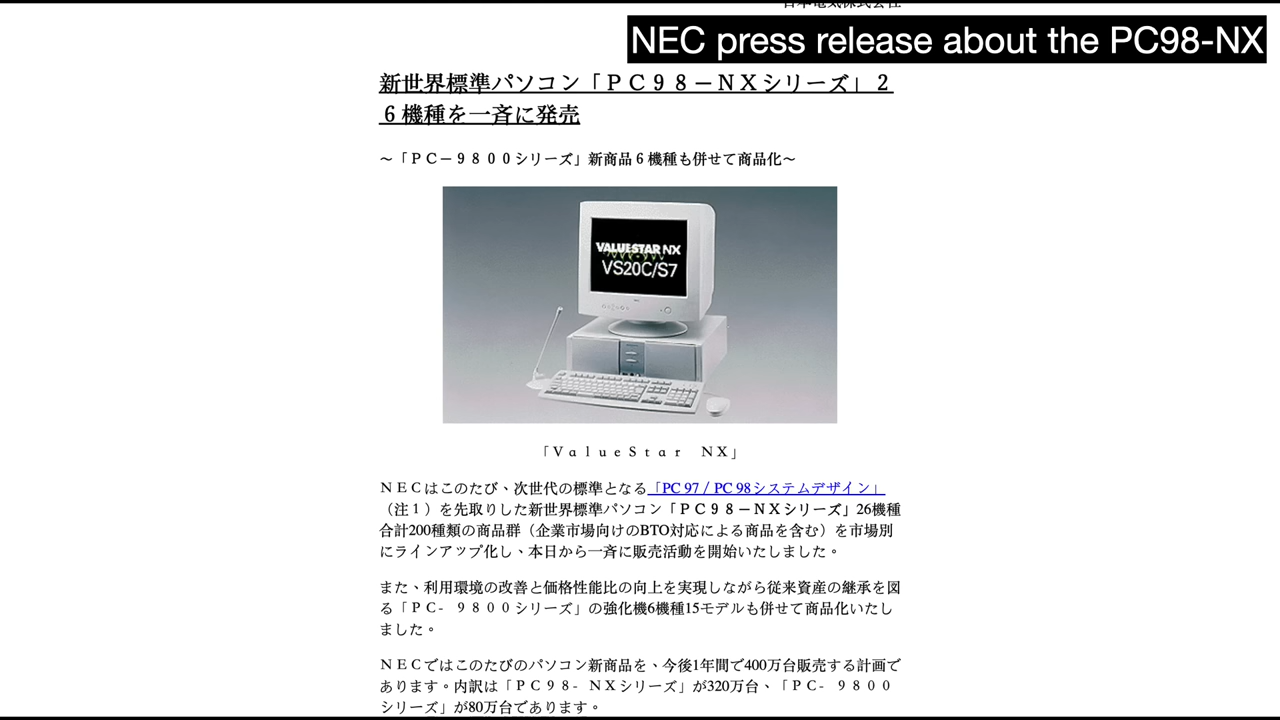 日本電気株式会社
NEC press release about the PC98-NX
新世界標準パソコン「ＰＣ９８－ＮＸシリーズ」２
６機種を一斉に発売
～「ＰＣ－９８００シリーズ」新商品６機種も併せて商品化～
VALUESTAR NX
VS20C/S7
「ＶａｌｕｅＳｔａｒ　ＮＸ」
ＮＥＣはこのたび、次世代の標準となる「PC 97 / PC 98システムデザイン」
（注１）を先取りした新世界標準パソコン「ＰＣ９８－ＮＸシリーズ」26機種
合計200種類の商品群（企業市場向けのBTO対応による商品を含む）を市場別
にラインアップ化し、本日から一斉に販売活動を開始いたしました。
また、利用環境の改善と価格性能比の向上を実現しながら従来資産の継承を図
る「ＰＣ-　９８００シリーズ」の強化機6機種15モデルも併せて商品化いたし
ました。
ＮＥＣではこのたびのパソコン新商品を、今後1年間で400万台販売する計画で
あります。内訳は「ＰＣ９８-　ＮＸシリーズ」が320万台、「ＰＣ-　９８００
シリーズ」が80万台であります。